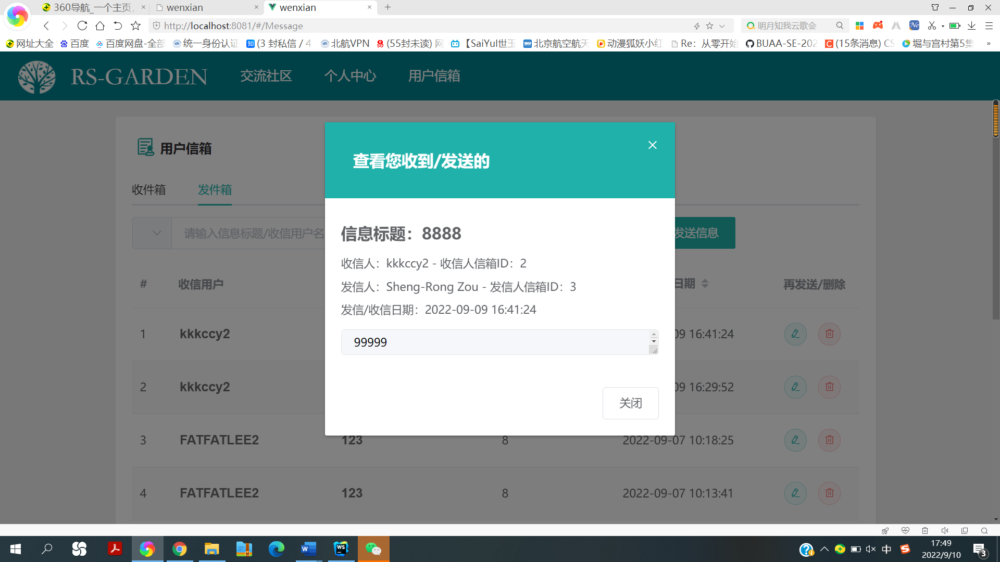 360导航_一个主页,
wenxian
wenxian
http://localhost:8081/#/Message
明月知我云歌会
网址大全
百度
百度网盘-全部
统一身份认证
(3 封私信 / 4
北航VPN
(55封未读) 网
【SaiYul世玉
北京航空航天
动漫狐妖小红
Re：从零开始
BUAA-SE-202
(15条消息) CS
堀与宫村第5集
»
RS-GARDEN
交流社区
个人中心
用户信箱
用户信箱
收件箱
发件箱
请输入信息标题/收信用户名
发送信息
#
收信用户
日期
再发送/删除
1
kkkccy2
09 16:41:24
2
kkkccy2
09 16:29:52
3
FATFATLEE2
123
8
2022-09-07 10:18:25
4
FATFATLEE2
123
8
2022-09-07 10:13:41
查看您收到/发送的
信息标题：8888
收信人：kkkccy2 - 收信人信箱ID：2
发信人：Sheng-Rong Zou - 发信人信箱ID：3
发信/收信日期：2022-09-09 16:41:24
99999
关闭
中
17:49
2022/9/10
3